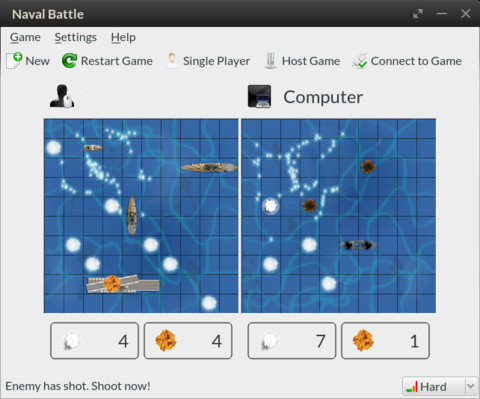 Naval Battle
Game Settings Help
New Restart Game Single Player Host Game Connect to Game
Computer
4 4 7 1
Enemy has shot. Shoot now! Hard